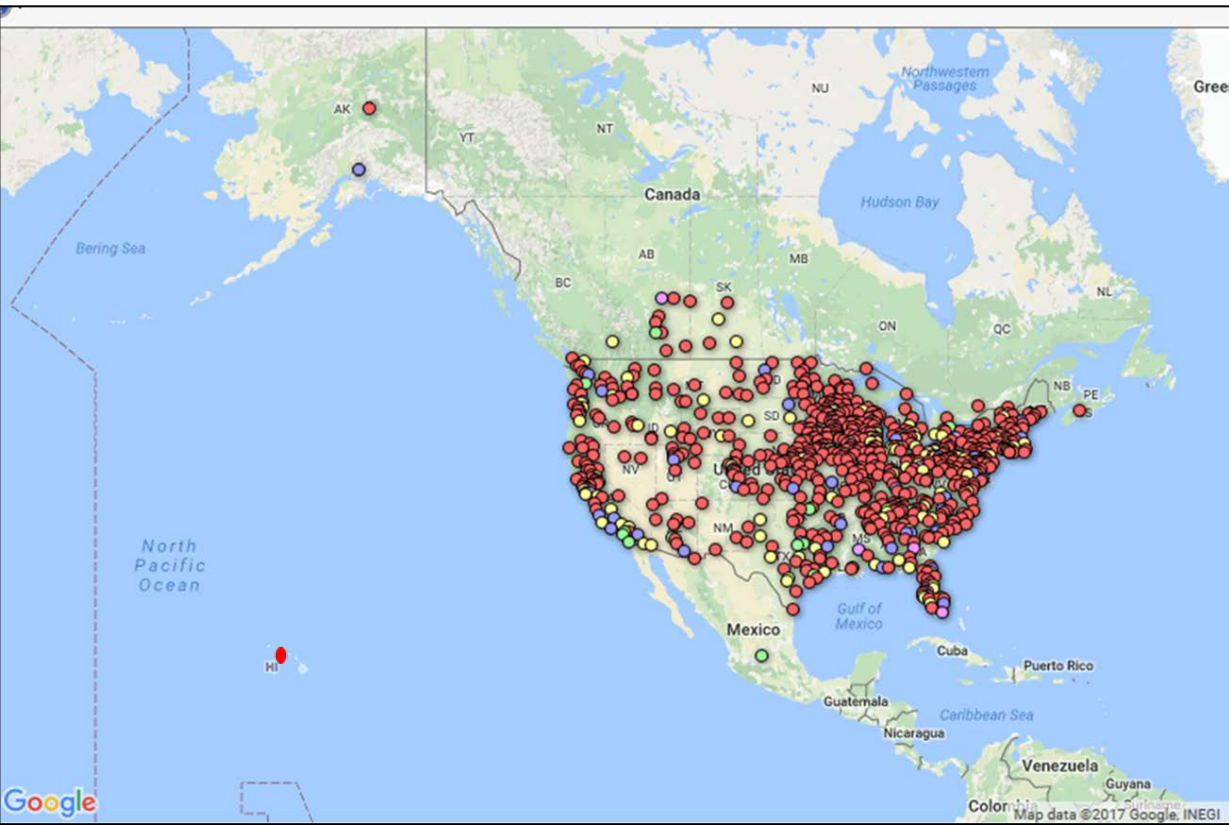 NU
Northwestern
Passages
Gree
AK
YT
NT
Canada
Hudson Bay
Bering Sea
AB
MB
BC
SK
NL
ON
QC
NB
PE
S
SD
ID
NV
United
NM
MS
TX
North
Pacific
Ocean
Gulf of
Mexico
Mexico
HI
Cuba
Puerto Rico
Guatemala
Caribbean Sea
Nicaragua
Venezuela
Guyana
Google
Map data ©2017 Google, INEGI